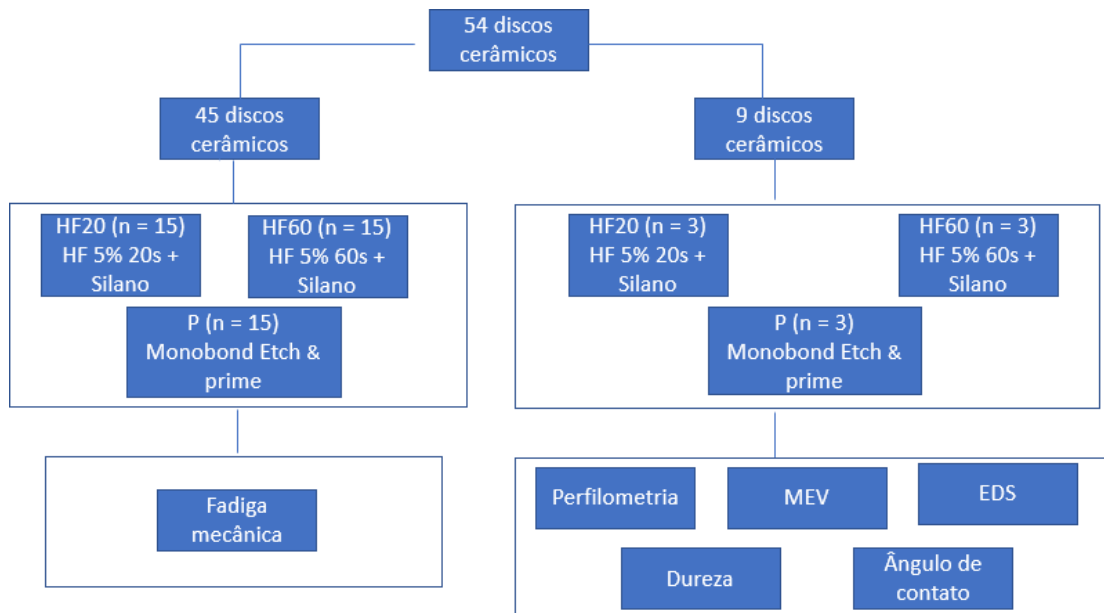 54 discos
cerâmicos
45 discos
cerâmicos
9 discos
cerâmicos
HF20 (n = 15)
HF 5% 20s +
Silano
HF60 (n = 15)
HF 5% 60s +
Silano
P (n = 15)
Monobond Etch &
prime
HF20 (n = 3)
HF 5% 20s +
Silano
HF60 (n = 3)
HF 5% 60s +
Silano
P (n = 3)
Monobond Etch &
prime
Fadiga
mecânica
Perfilometria
MEV
EDS
Dureza
Ângulo de
contato